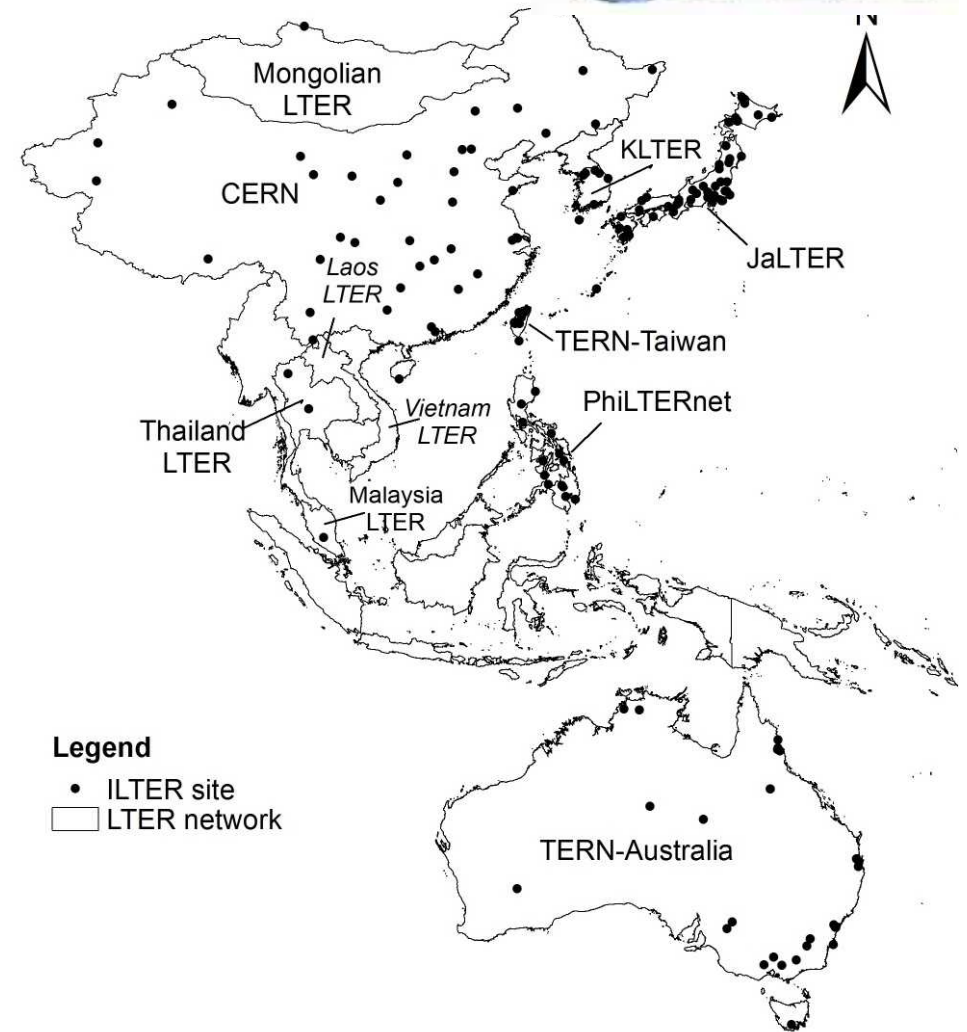 N
Mongolian
LTER
KLTER
CERN
JaLTER
Laos
LTER
TERN-Taiwan
PhiLTERnet
Vietnam
LTER
Thailand
LTER
Malaysia
LTER
Legend
ILTER site
LTER network
TERN-Australia